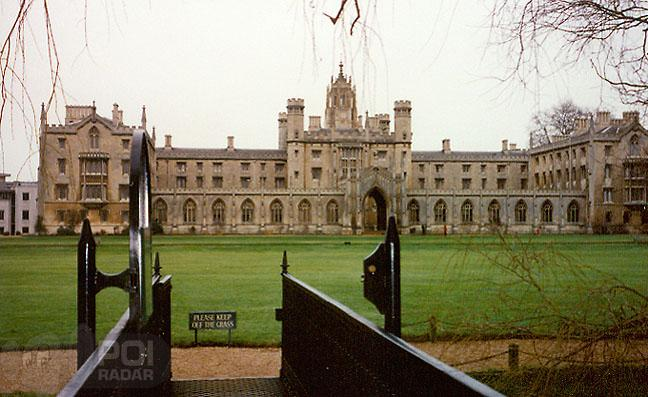 PLEASE KEEP
OFF THE GRASS
POI
RADAR